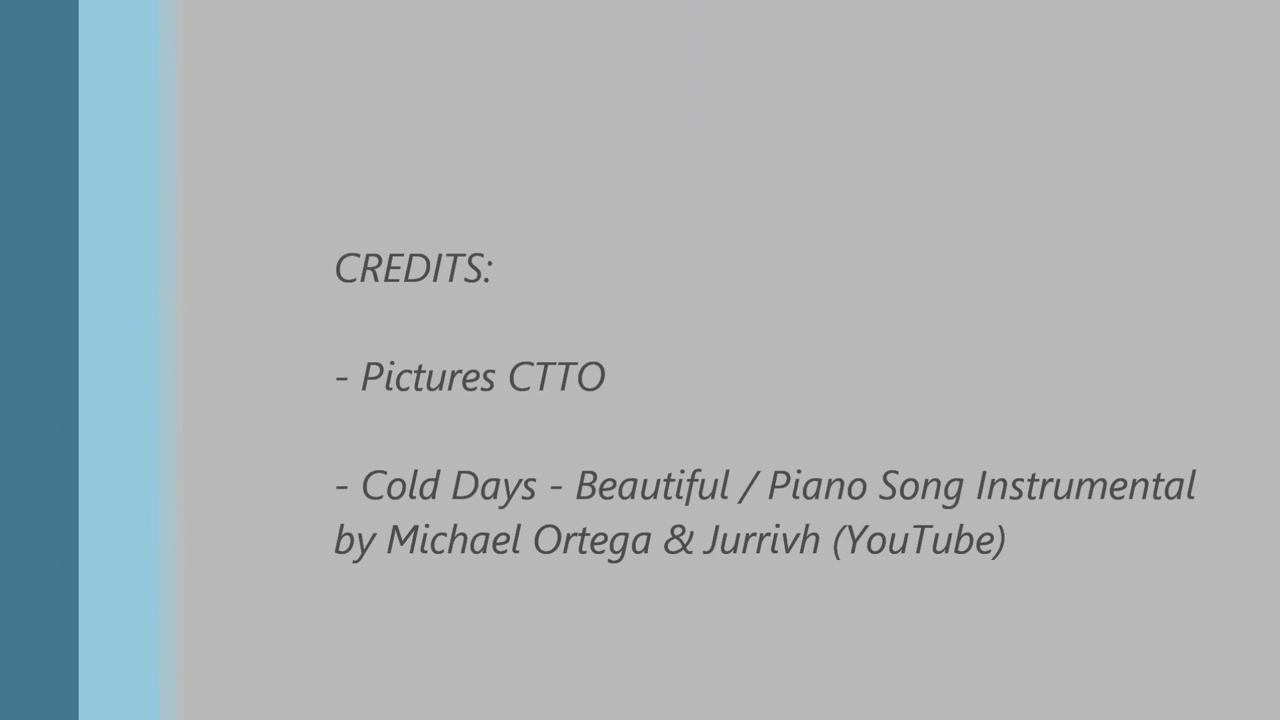 CREDITS:
- Pictures CTTO
- Cold Days - Beautiful / Piano Song Instrumental
by Michael Ortega & Jurrivh (YouTube)